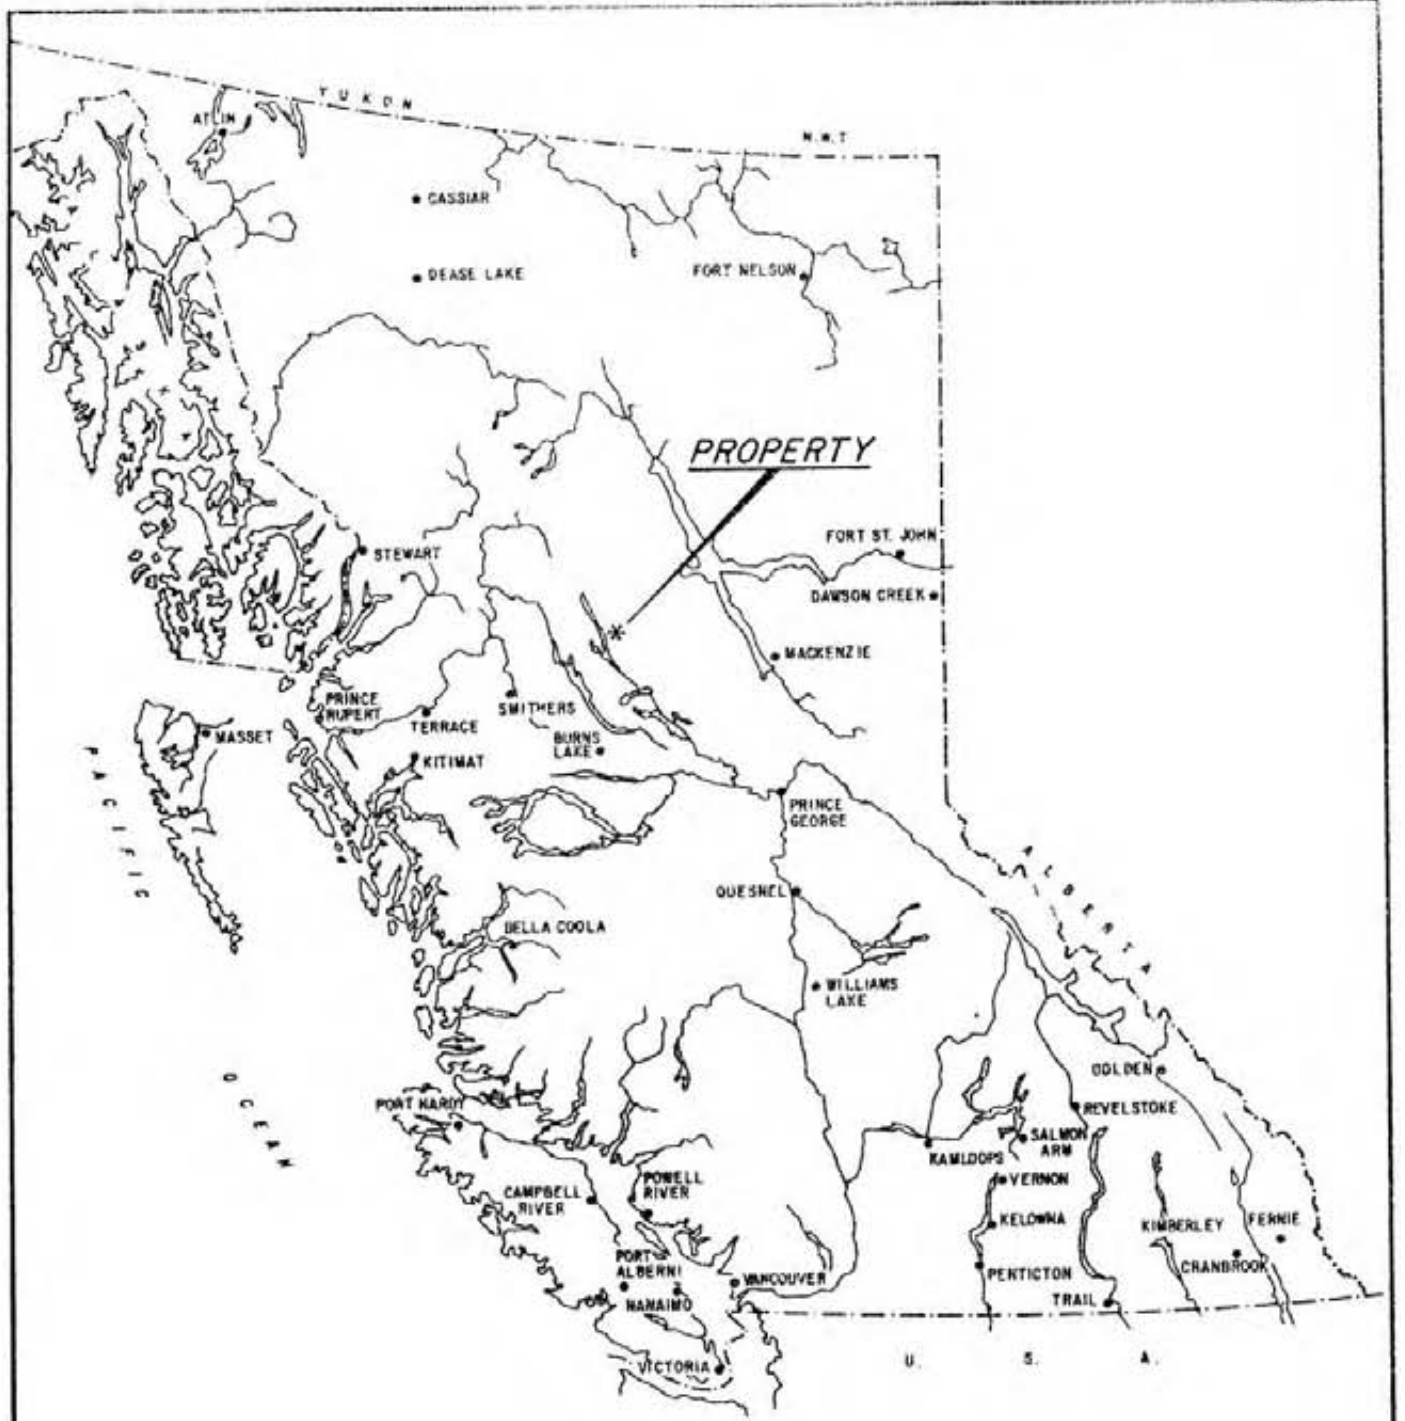 YUKON
N.W.T
ATLIN
CASSIAR
DEASE LAKE
FORT NELSON
PROPERTY
FORT ST. JOHN
STEWART
DAWSON CREEK
MACKENZIE
PRINCE
RUPERT
SMITHERS
TERRACE
MASSET
BURNS
LAKE
KITIMAT
PACIFIC
PRINCE
GEORGE
ALBERTA
QUESNEL
BELLA COOLA
WILLIAMS
LAKE
OCEAN
GOLDEN
PORT HARDY
REVELSTOKE
SALMON
ARM
KAMLOOPS
POWELL
RIVER
VERNON
CAMPBELL
RIVER
KELOWNA
KIMBERLEY
FERNIE
PORT
ALBERNI
CRANBROOK
PENTICTON
VANCOUVER
NANAIMO
TRAIL
VICTORIA
U. S. A.